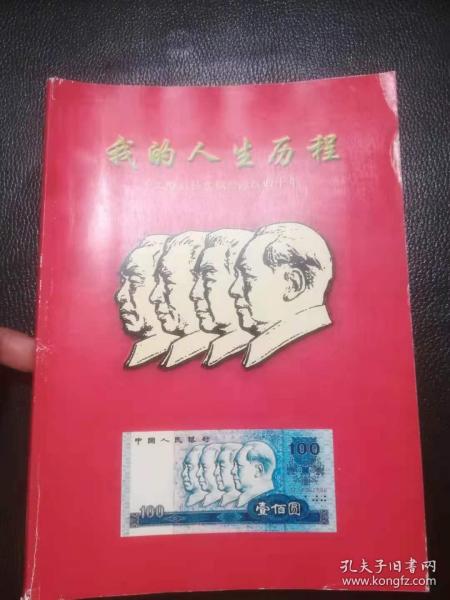 我的人生历程
中国人民银行
100
100
壹佰圆
孔夫子旧书网
www.kongfz.com